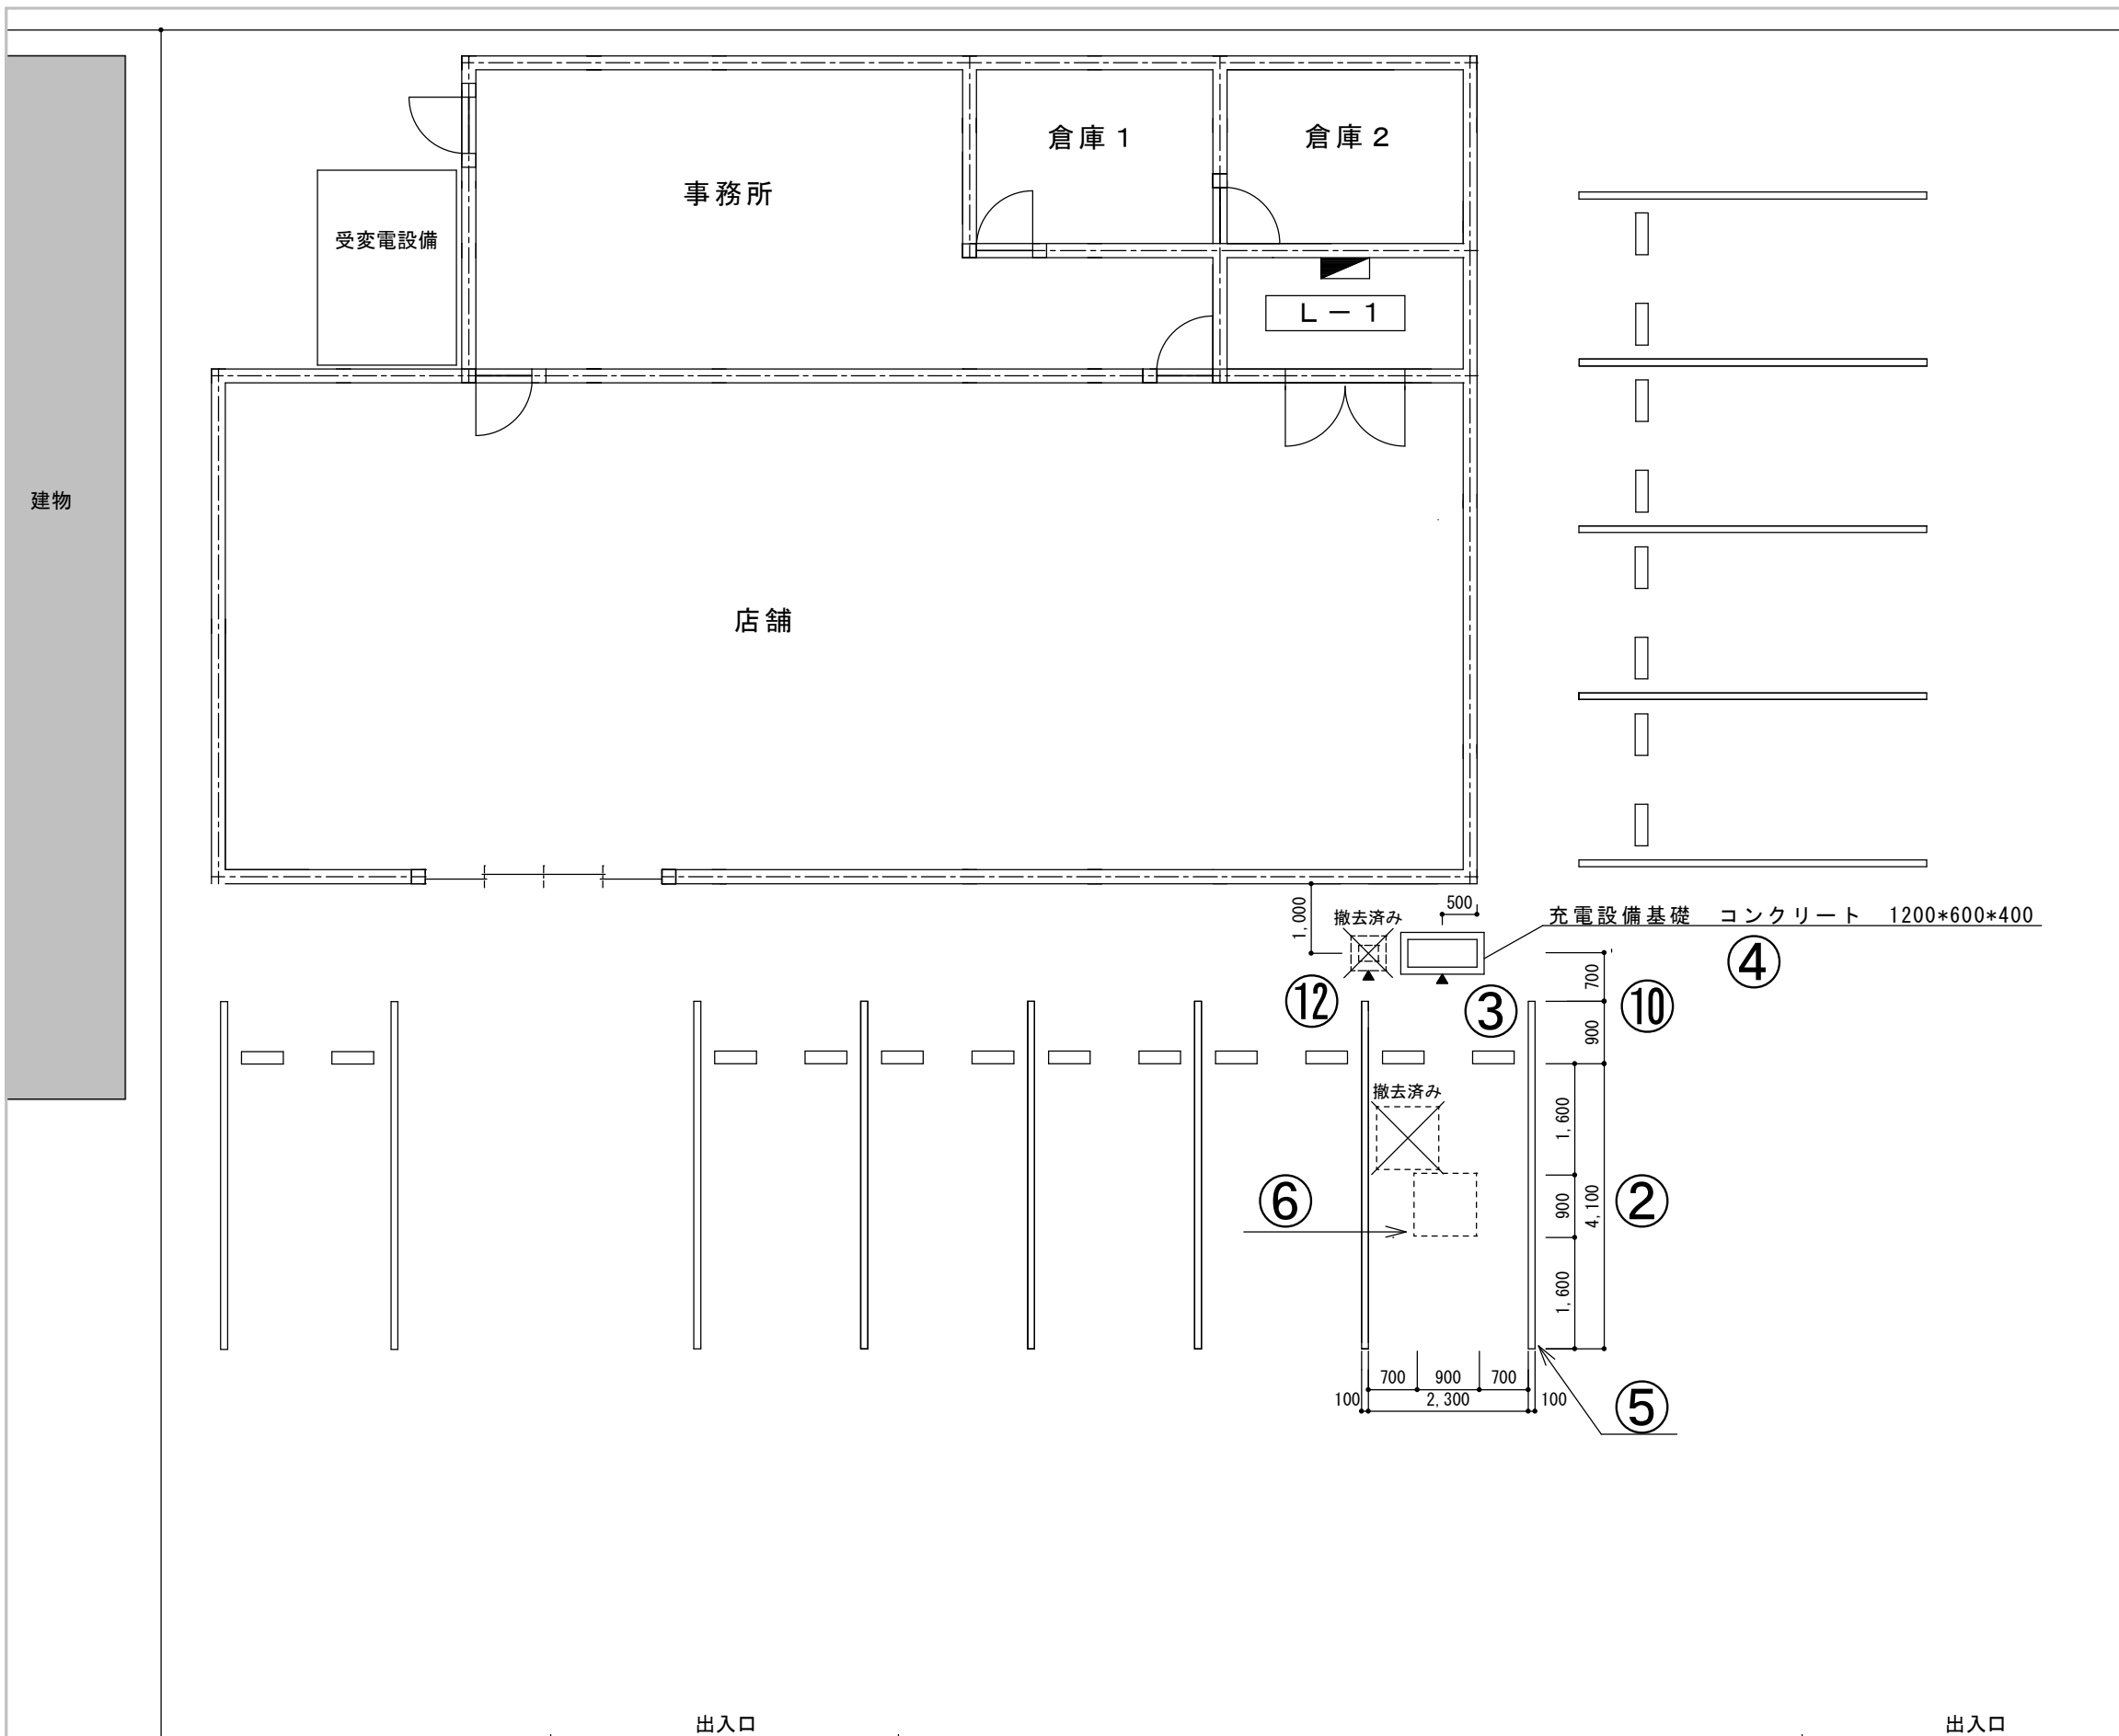 倉庫1
倉庫2
事務所
受変電設備
L－1
建物
店舗
1,000
撤去済み
500
充電設備基礎 コンクリート 1200*600*400
④
700
⑫
③
⑩
900
撤去済み
1,600
⑥
900
4,100
②
1,600
700
900
700
100
2,300
100
⑤
出入口
出入口